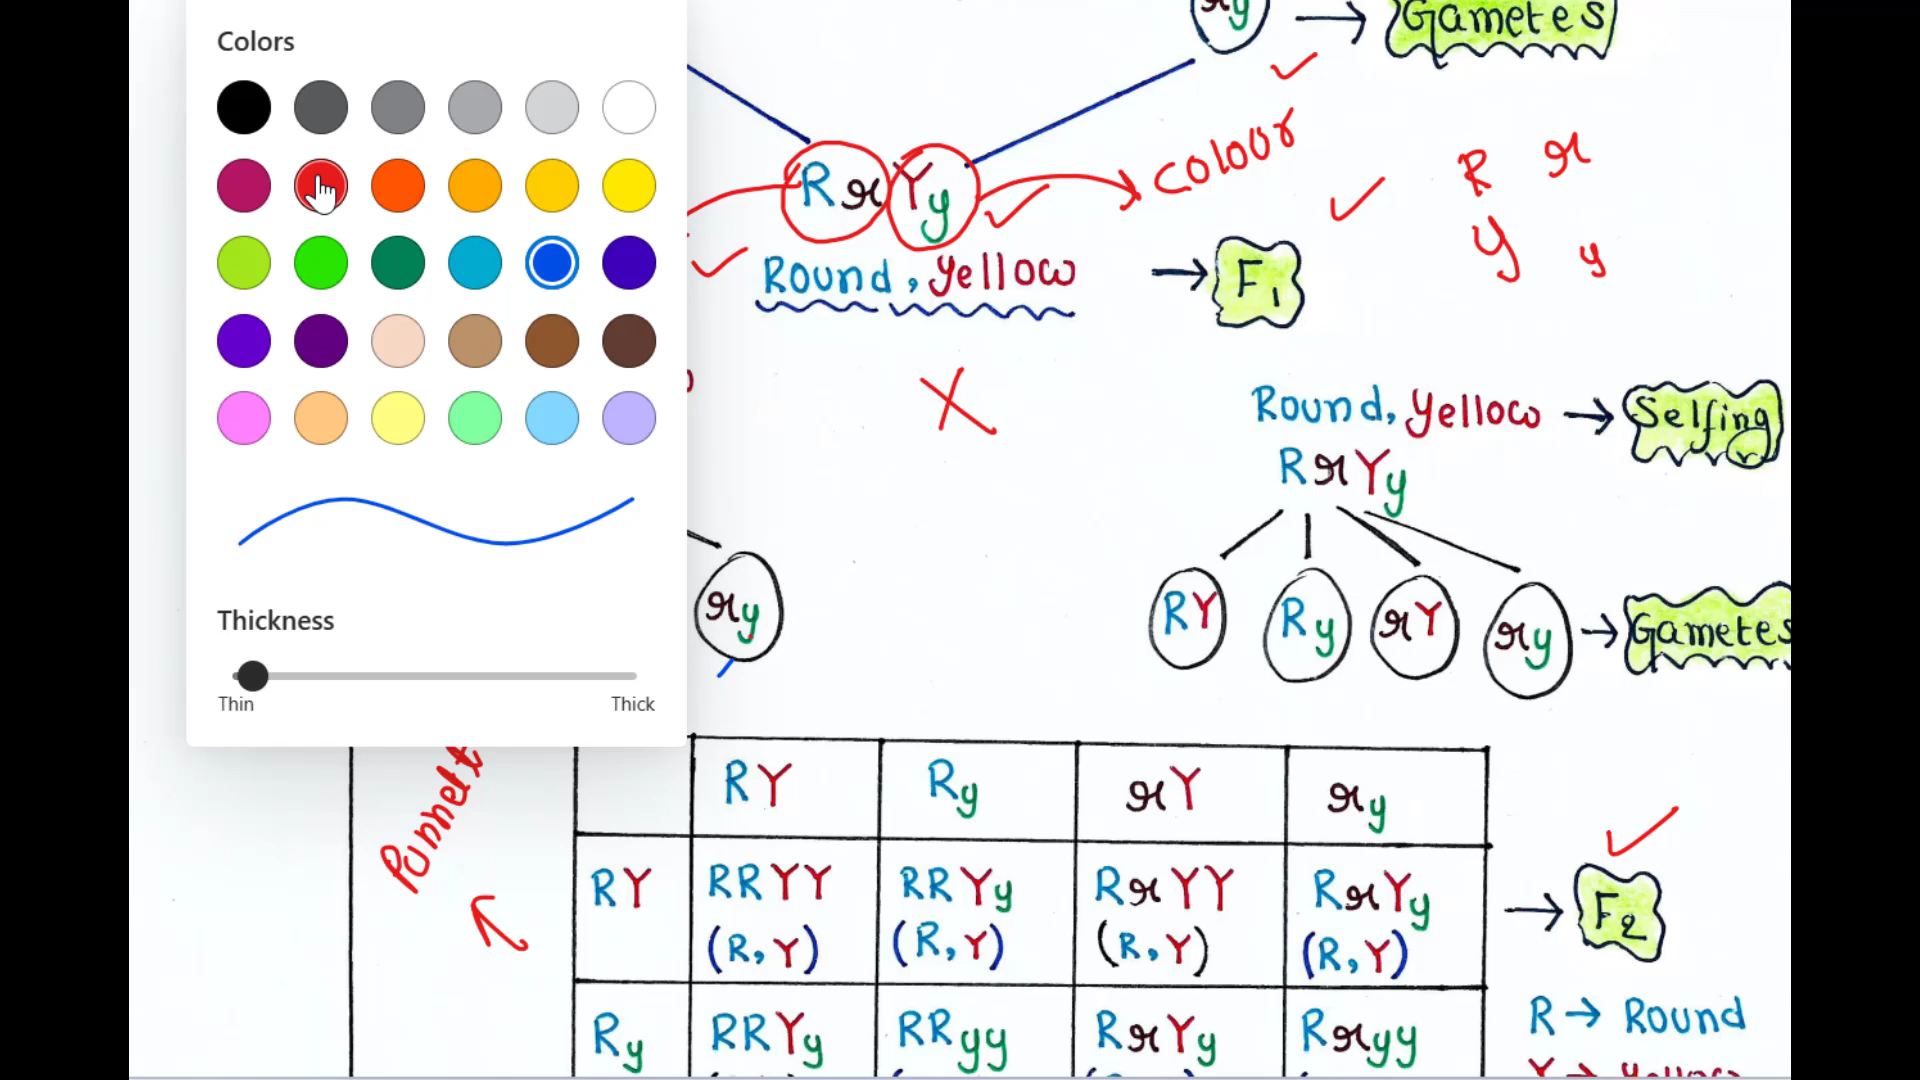 Colors
Gametes
colour
R r
RrYy
Y y
Round, yellow
F1
Round, yellow
Selfing
RrYy
ry
RY
Ry
rY
ry
Gametes
Thickness
Thin
Thick
Punnett
RY
Ry
rY
ry
RY
RRYY
RRYy
RrYY
RrYy
F2
(R,Y)
(R,Y)
(R,Y)
(R,Y)
Ry
RRYy
RRyy
RrYy
Rryy
R → Round